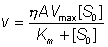 v = ηAV_max[S_0] / K_m + [S_0]